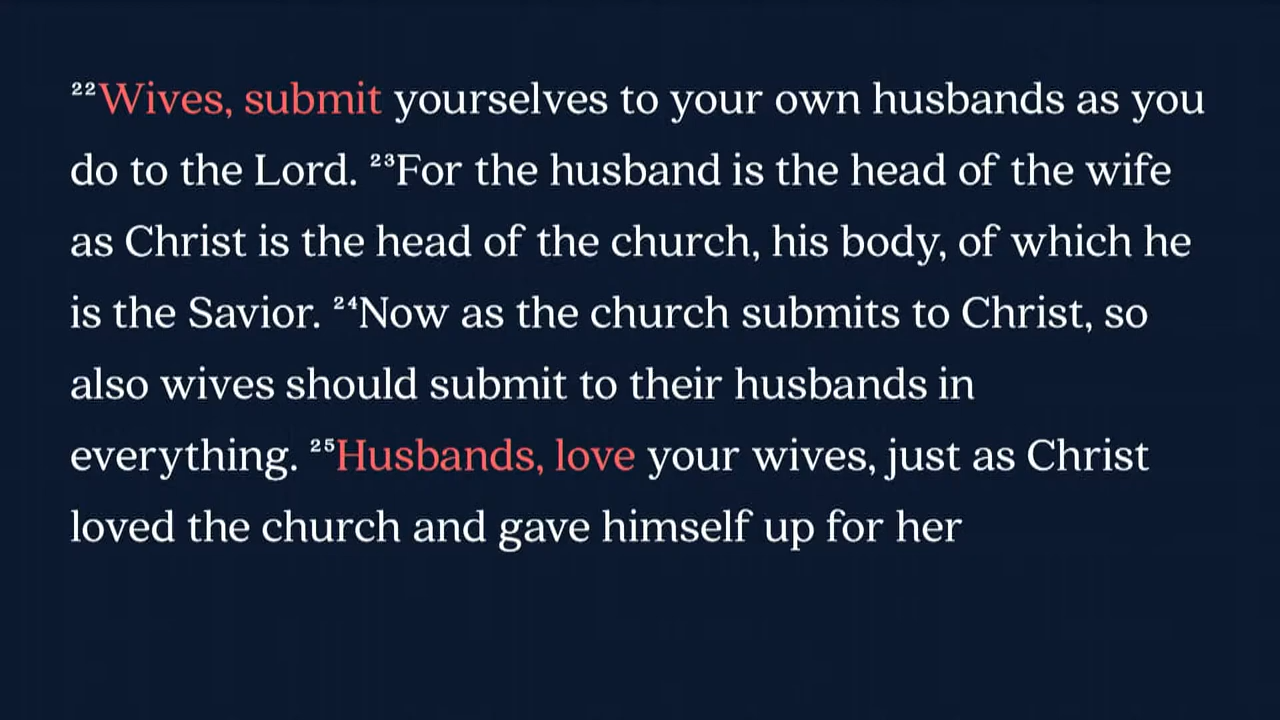 ²²Wives, submit yourselves to your own husbands as you
do to the Lord. ²³For the husband is the head of the wife
as Christ is the head of the church, his body, of which he
is the Savior. ²⁴Now as the church submits to Christ, so
also wives should submit to their husbands in
everything. ²⁵Husbands, love your wives, just as Christ
loved the church and gave himself up for her